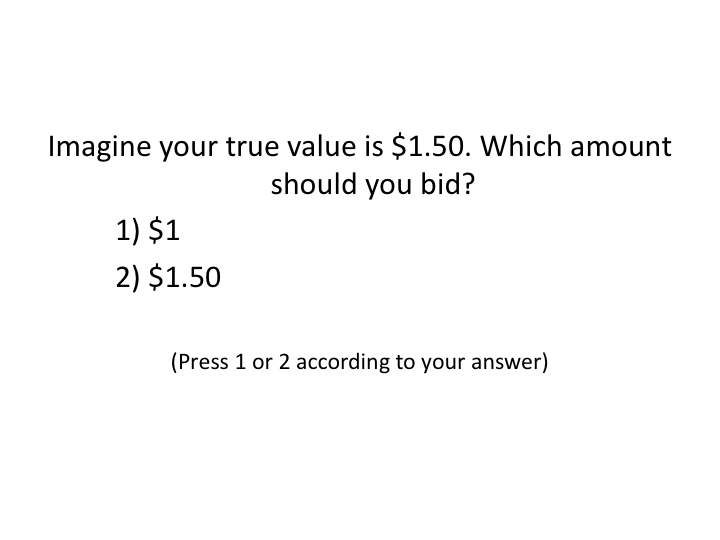 Imagine your true value is $1.50. Which amount
should you bid?
1) $1
2) $1.50
(Press 1 or 2 according to your answer)